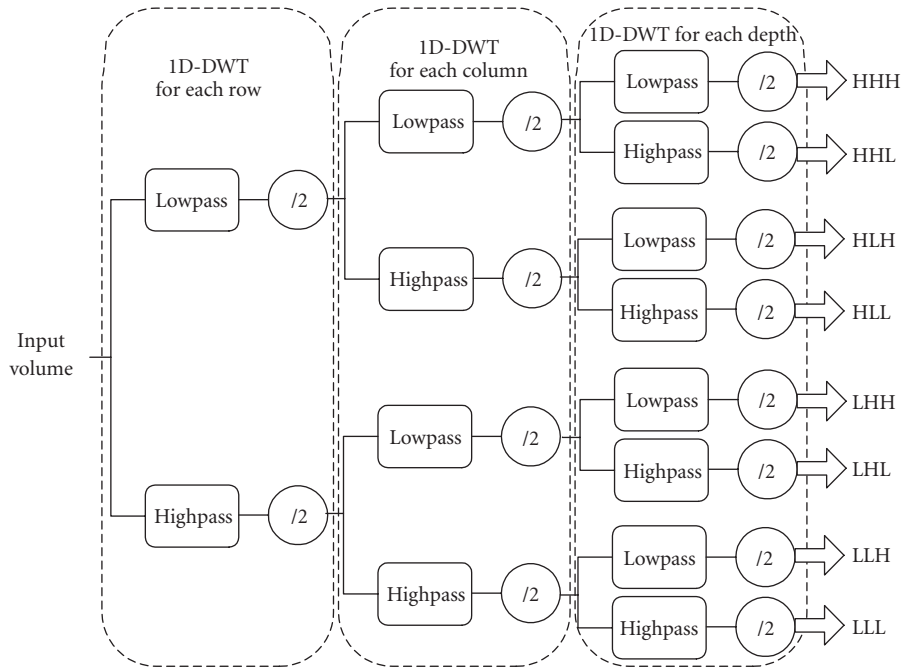 1D-DWT
for each row
1D-DWT
for each column
1D-DWT for each depth
Input
volume
Lowpass
/2
Highpass
/2
Lowpass
/2
Highpass
/2
Lowpass
/2
Highpass
/2
Lowpass
/2
HHH
Highpass
/2
HHL
Lowpass
/2
HLH
Highpass
/2
HLL
Lowpass
/2
LHH
Highpass
/2
LHL
Lowpass
/2
LLH
Highpass
/2
LLL